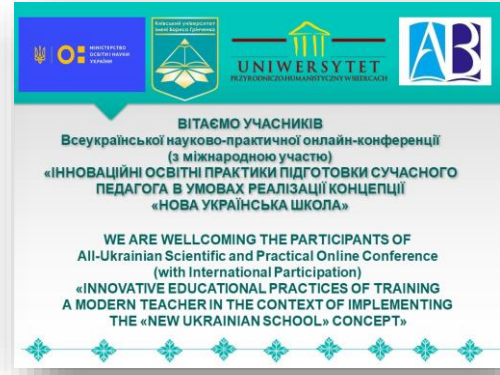 МІНІСТЕРСТВО
ОСВІТИ І НАУКИ
УКРАЇНИ
Київський університет
імені Бориса Грінченка
UNIWERSYTET
PRZYRODNICZO-HUMANISTYCZNY W SIEDLCACH
АВ
ВІТАЄМО УЧАСНИКІВ
Всеукраїнської науково-практичної онлайн-конференції
(з міжнародною участю)
«ІННОВАЦІЙНІ ОСВІТНІ ПРАКТИКИ ПІДГОТОВКИ СУЧАСНОГО
ПЕДАГОГА В УМОВАХ РЕАЛІЗАЦІЇ КОНЦЕПЦІЇ
«НОВА УКРАЇНСЬКА ШКОЛА»
WE ARE WELLCOMING THE PARTICIPANTS OF
All-Ukrainian Scientific and Practical Online Conference
(with International Participation)
«INNOVATIVE EDUCATIONAL PRACTICES OF TRAINING
A MODERN TEACHER IN THE CONTEXT OF IMPLEMENTING
THE «NEW UKRAINIAN SCHOOL» CONCEPT»